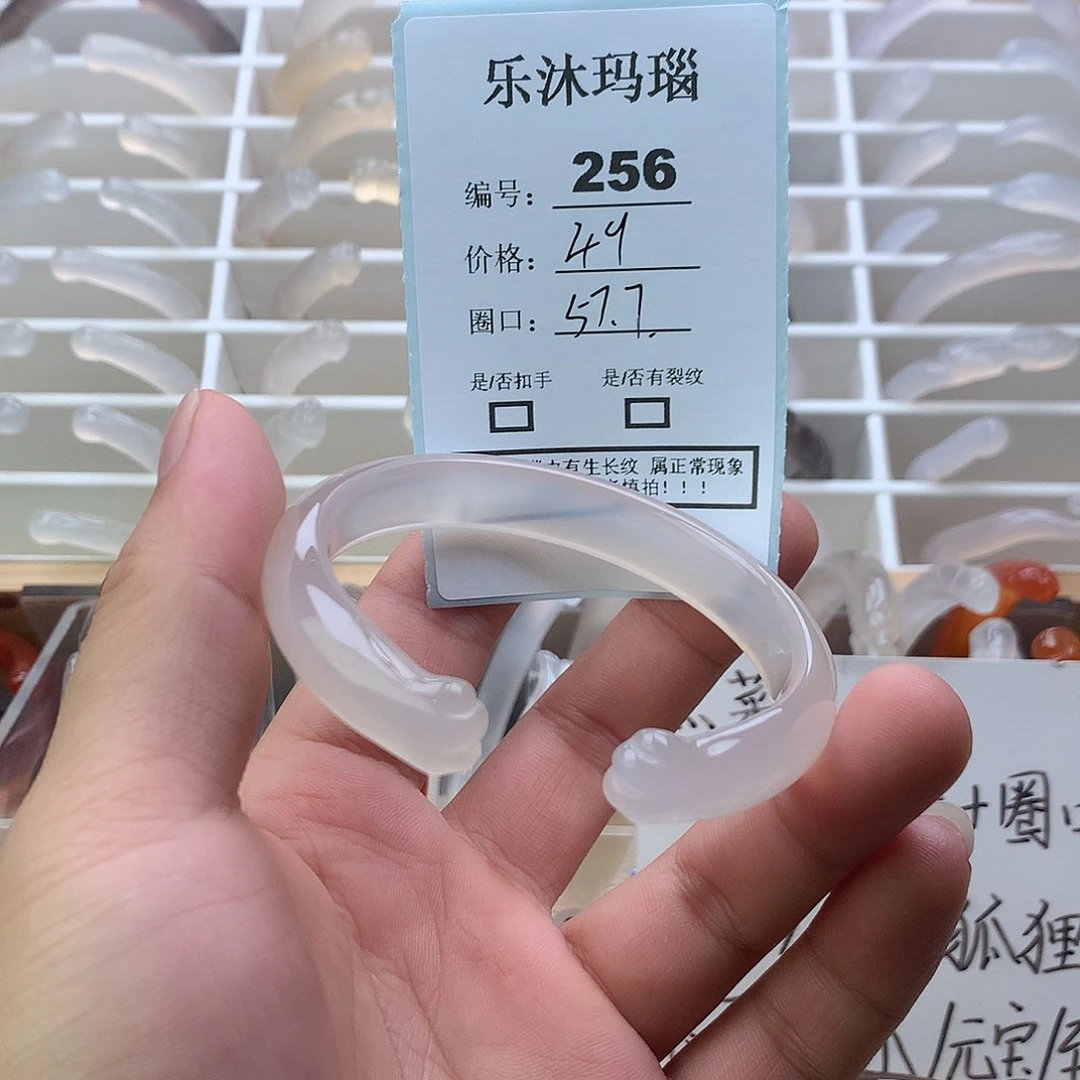 乐沐玛瑙
编号: 256
价格: 49
圈口: 57.7.
是/否扣手 是/否有裂纹
有生长纹 属正常现象
慎拍!!!
菜
圈口
狐狸
/元宝/